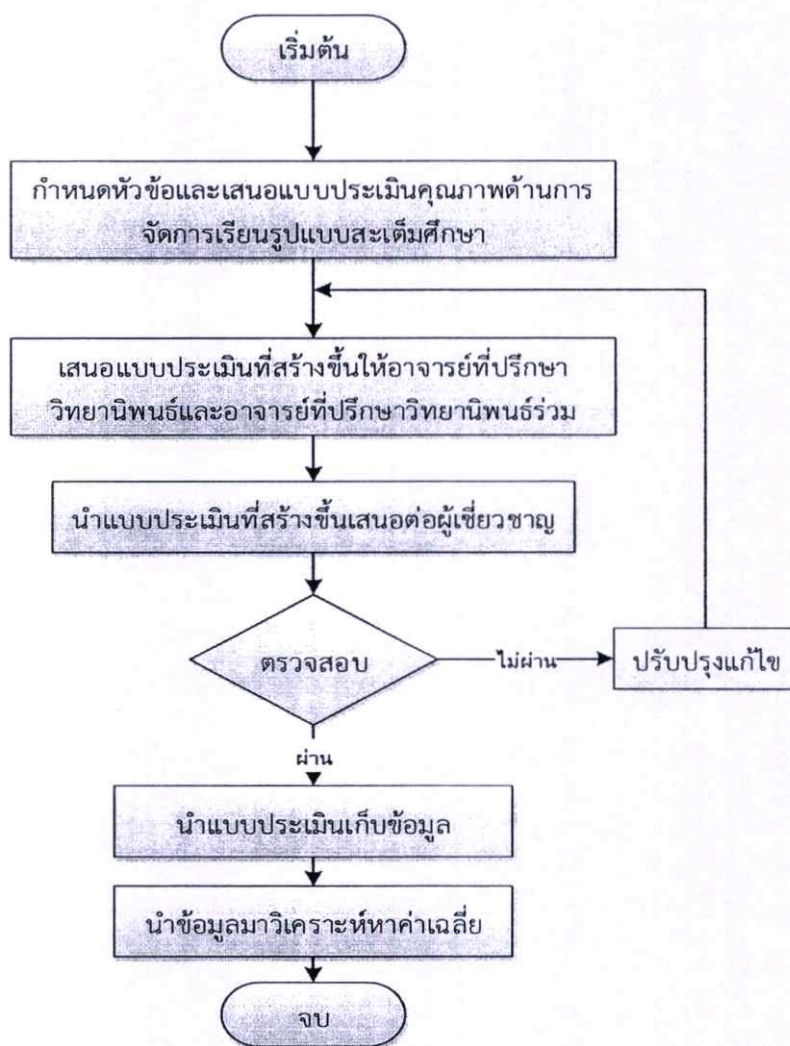 เริ่มต้น
กำหนดหัวข้อและเสนอแบบประเมินคุณภาพด้านการ
จัดการเรียนรูปแบบสะเต็มศึกษา
เสนอแบบประเมินที่สร้างขึ้นให้อาจารย์ที่ปรึกษา
วิทยานิพนธ์และอาจารย์ที่ปรึกษาวิทยานิพนธ์ร่วม
นำแบบประเมินที่สร้างขึ้นเสนอต่อผู้เชี่ยวชาญ
ตรวจสอบ
ไม่ผ่าน
ปรับปรุงแก้ไข
ผ่าน
นำแบบประเมินเก็บข้อมูล
นำข้อมูลมาวิเคราะห์หาค่าเฉลี่ย
จบ